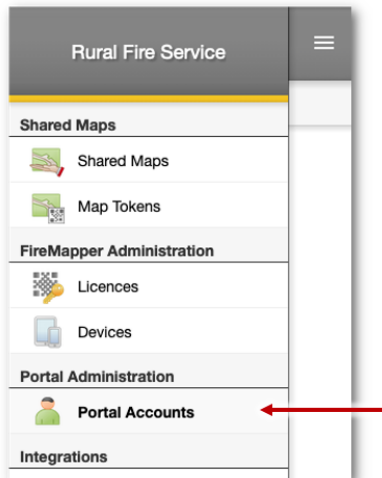 Rural Fire Service
Shared Maps
Shared Maps
Map Tokens
FireMapper Administration
Licences
Devices
Portal Administration
Portal Accounts
Integrations